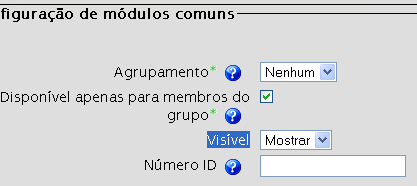 figuração de módulos comuns
Agrupamento* ? Nenhum
Disponível apenas para membros do
grupo* ?
Visível Mostrar
Número ID ?